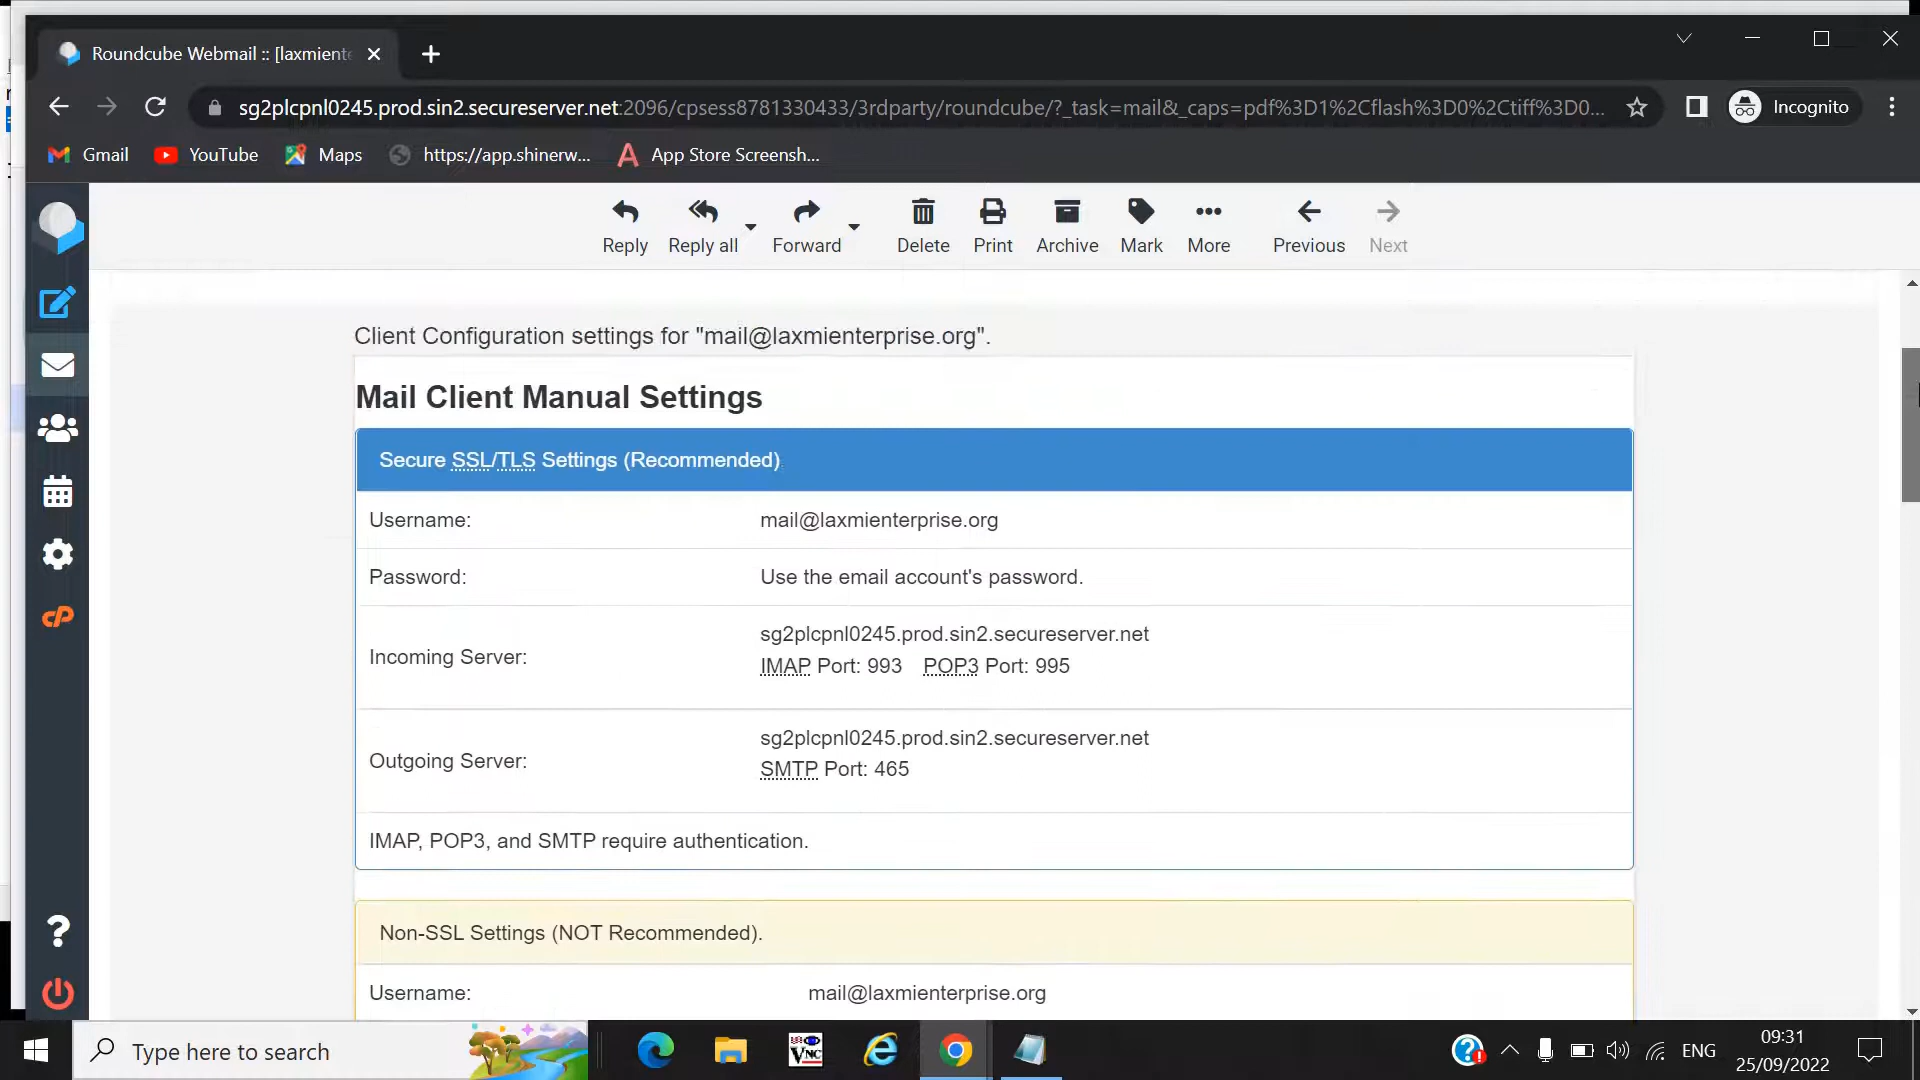 Roundcube Webmail :: [laxmiente
sg2plcpnl0245.prod.sin2.secureserver.net:2096/cpsess8781330433/3rdparty/roundcube/?_task=mail&_caps=pdf%3D1%2Cflash%3D0%2Ctiff%3D0...
Incognito
Gmail
YouTube
Maps
https://app.shinerw...
App Store Screensh...
Reply
Reply all
Forward
Delete
Print
Archive
Mark
More
Previous
Next
Client Configuration settings for "mail@laxmienterprise.org".
Mail Client Manual Settings
Secure SSL/TLS Settings (Recommended)
Username: mail@laxmienterprise.org
Password: Use the email account's password.
Incoming Server: sg2plcpnl0245.prod.sin2.secureserver.net
IMAP Port: 993 POP3 Port: 995
Outgoing Server: sg2plcpnl0245.prod.sin2.secureserver.net
SMTP Port: 465
IMAP, POP3, and SMTP require authentication.
Non-SSL Settings (NOT Recommended).
Username: mail@laxmienterprise.org
cP
Type here to search
VNC
ENG
09:31
25/09/2022